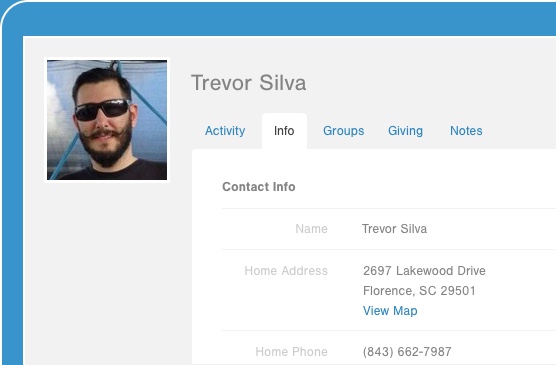 Trevor Silva
Activity Info Groups Giving Notes
Contact Info
Name Trevor Silva
Home Address 2697 Lakewood Drive
Florence, SC 29501
View Map
Home Phone (843) 662-7987